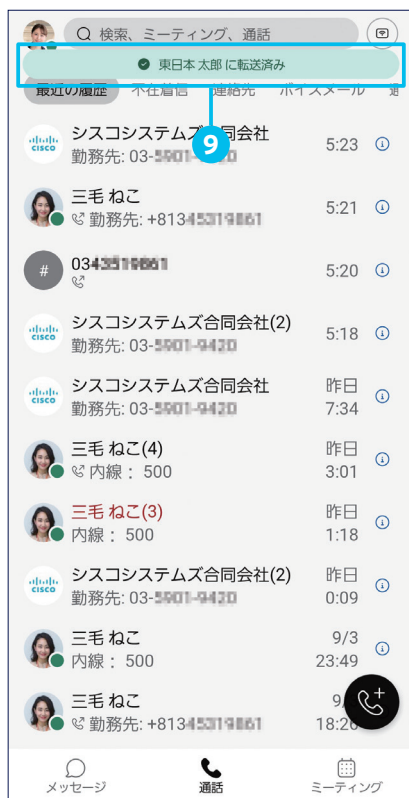 検索、ミーティング、通話
東日本 太郎 に転送済み
最近の履歴 不在着信 連絡先 ボイスメール
9
シスコシステムズ合同会社
勤務先: 03-
5:23
三毛 ねこ
勤務先: +813
5:21
# 03
5:20
シスコシステムズ合同会社(2)
勤務先: 03-
5:18
シスコシステムズ合同会社 昨日
勤務先: 03- 7:34
三毛 ねこ(4) 昨日
内線： 500 3:01
三毛 ねこ(3) 昨日
内線： 500 1:18
シスコシステムズ合同会社(2) 昨日
勤務先: 03- 0:09
三毛 ねこ 9/3
内線： 500 23:49
三毛 ねこ
勤務先: +813
メッセージ 通話 ミーティング